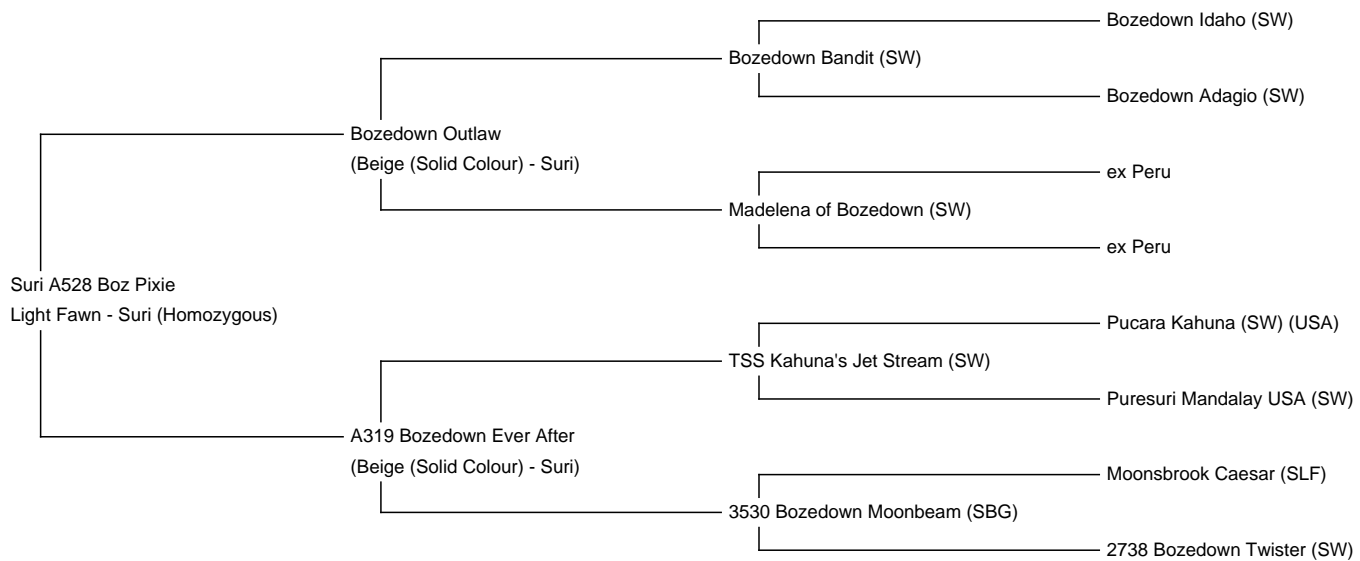 Bozedown Idaho (SW)
Bozedown Bandit (SW)
Bozedown Adagio (SW)
Bozedown Outlaw
(Beige (Solid Colour) - Suri)
ex Peru
Madelena of Bozedown (SW)
ex Peru
Suri A528 Boz Pixie
Light Fawn - Suri (Homozygous)
Pucara Kahuna (SW) (USA)
TSS Kahuna's Jet Stream (SW)
Puresuri Mandalay USA (SW)
A319 Bozedown Ever After
(Beige (Solid Colour) - Suri)
Moonsbrook Caesar (SLF)
3530 Bozedown Moonbeam (SBG)
2738 Bozedown Twister (SW)